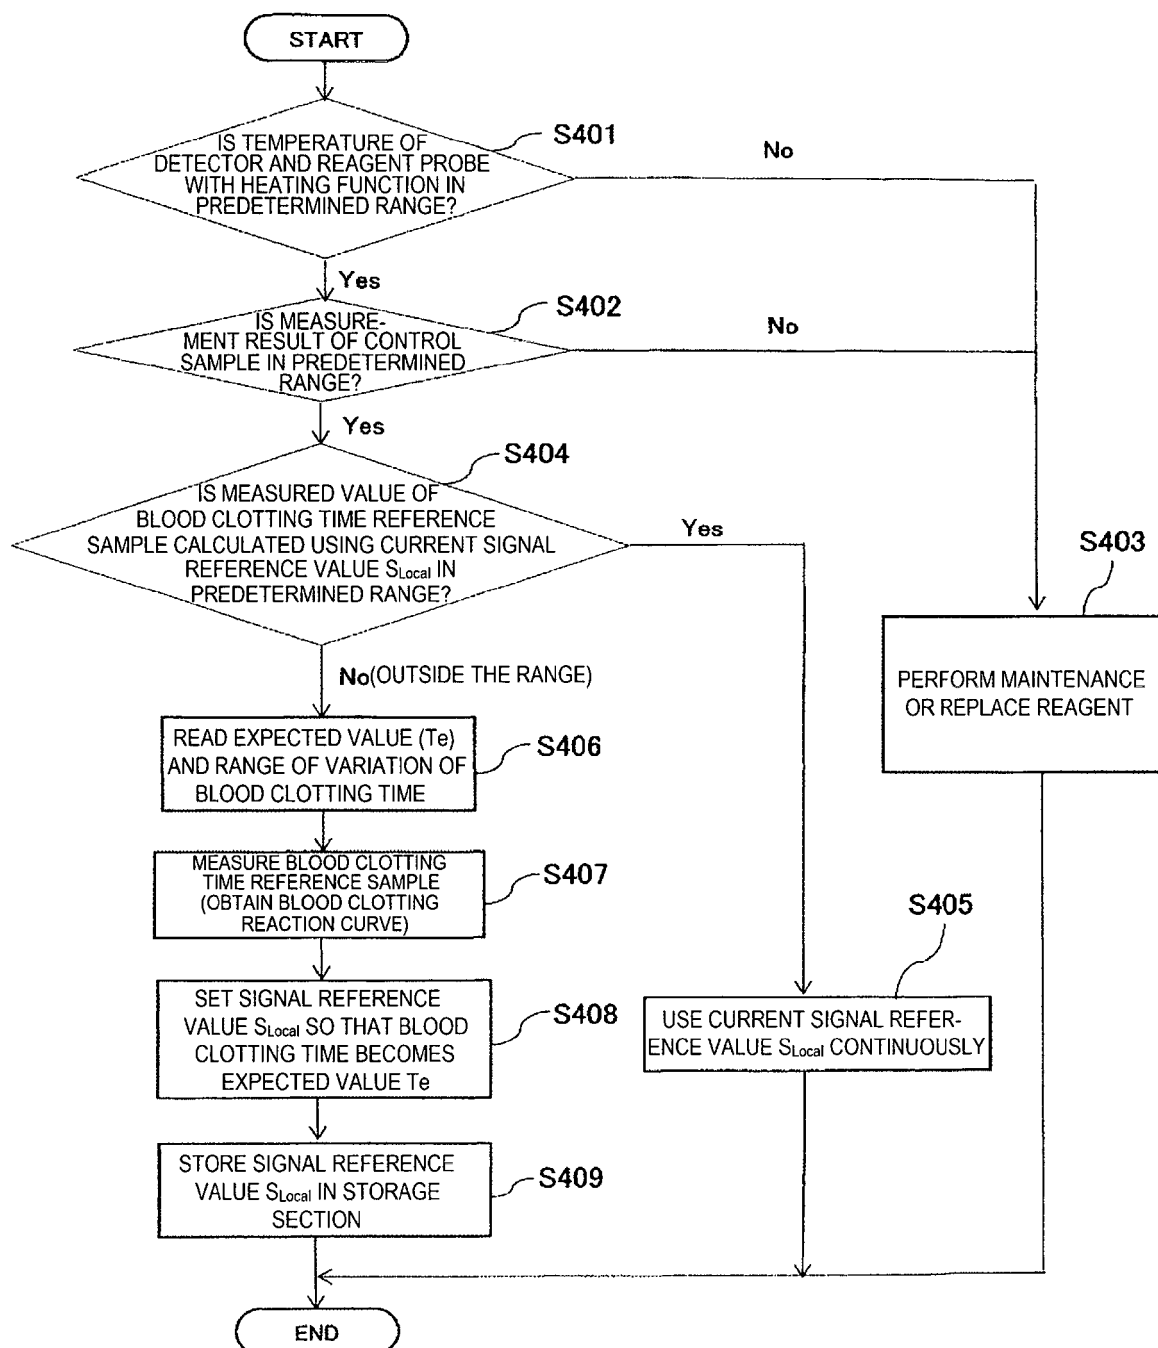 START
IS TEMPERATURE OF
DETECTOR AND REAGENT PROBE
WITH HEATING FUNCTION IN
PREDETERMINED RANGE?
S401
No
Yes
IS MEASURE-
MENT RESULT OF CONTROL
SAMPLE IN PREDETERMINED
RANGE?
S402
No
Yes
IS MEASURED VALUE OF
BLOOD CLOTTING TIME REFERENCE
SAMPLE CALCULATED USING CURRENT SIGNAL
REFERENCE VALUE SLocal IN
PREDETERMINED RANGE?
S404
Yes
S403
PERFORM MAINTENANCE
OR REPLACE REAGENT
No(OUTSIDE THE RANGE)
READ EXPECTED VALUE (Te)
AND RANGE OF VARIATION OF
BLOOD CLOTTING TIME
S406
MEASURE BLOOD CLOTTING
TIME REFERENCE SAMPLE
(OBTAIN BLOOD CLOTTING
REACTION CURVE)
S407
S405
USE CURRENT SIGNAL REFER-
ENCE VALUE SLocal CONTINUOUSLY
SET SIGNAL REFERENCE
VALUE SLocal SO THAT BLOOD
CLOTTING TIME BECOMES
EXPECTED VALUE Te
S408
STORE SIGNAL REFERENCE
VALUE SLocal IN STORAGE
SECTION
S409
END